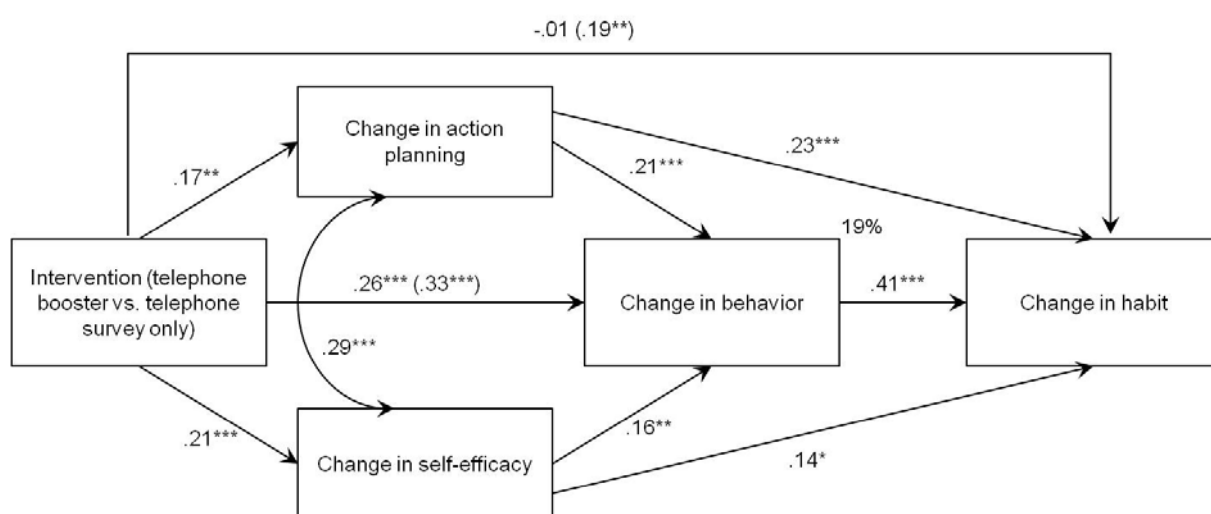 -.01 (.19**)
Change in action
planning
.23***
.21***
.17**
19%
Intervention (telephone
booster vs. telephone
survey only)
.26*** (.33***)
Change in behavior
.41***
Change in habit
.29***
.16**
.21***
Change in self-efficacy
.14*